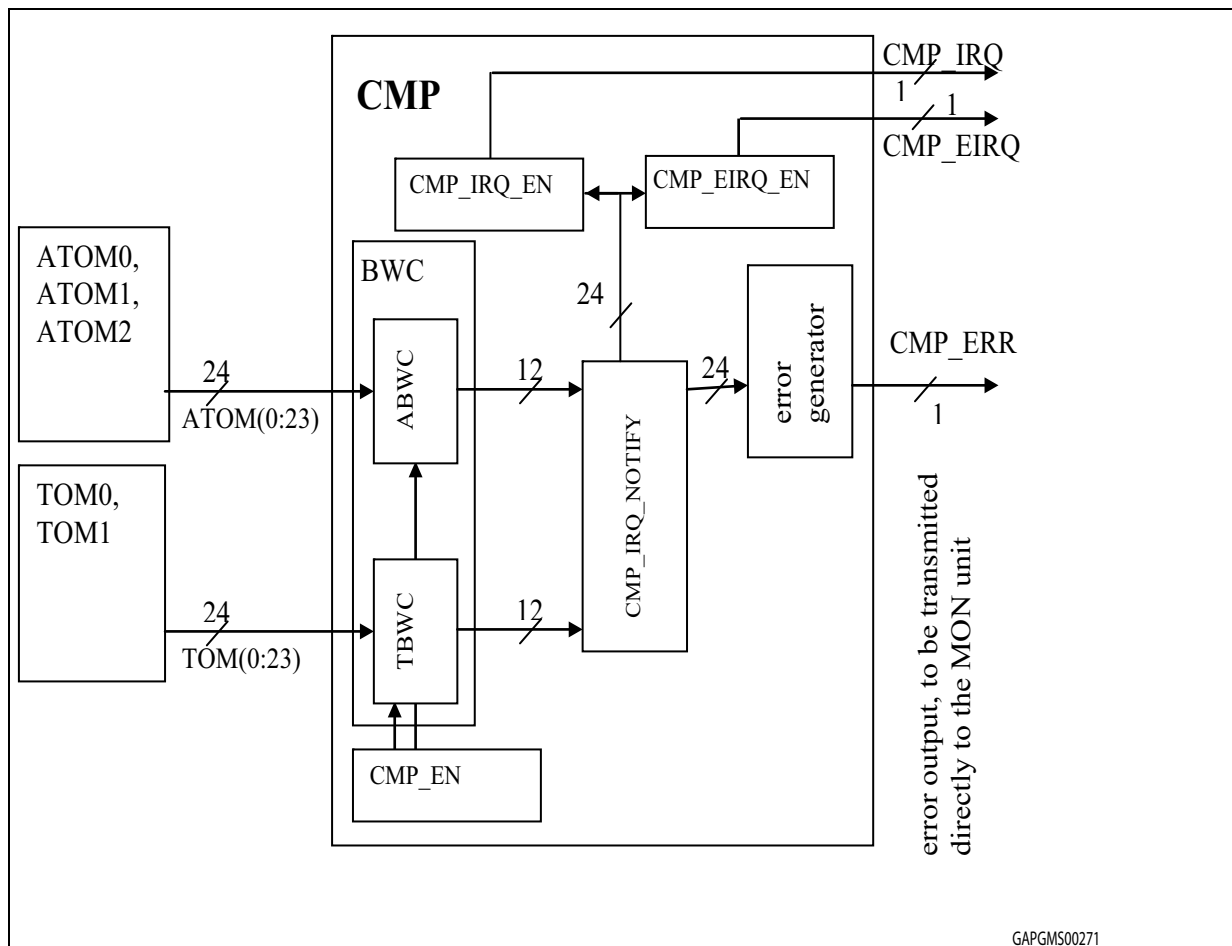 CMP_IRQ
1
1
CMP_EIRQ
CMP
CMP_IRQ_EN
CMP_EIRQ_EN
ATOM0,
ATOM1,
ATOM2
BWC
24
24
ATOM(0:23)
ABWC
12
CMP_IRQ_NOTIFY
24
error
generator
CMP_ERR
1
TOM0,
TOM1
24
TOM(0:23)
TBWC
12
CMP_EN
error output, to be transmitted
directly to the MON unit
GAPGMS00271